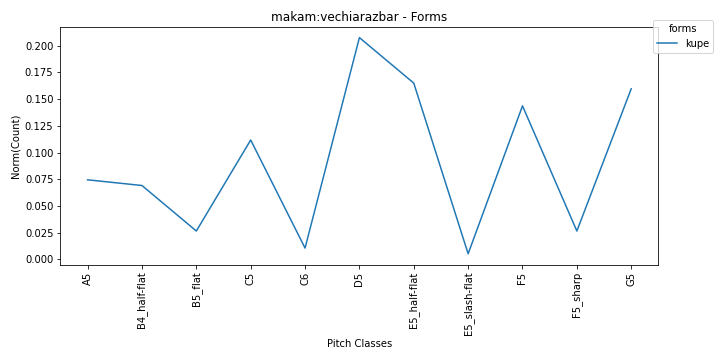 makam:vechiarazbar - Forms
forms
kupe
Norm(Count)
0.200
0.175
0.150
0.125
0.100
0.075
0.050
0.025
0.000
A5
B4_half-flat
B5_flat
C5
C6
D5
E5_half-flat
E5_slash-flat
F5
F5_sharp
G5
Pitch Classes